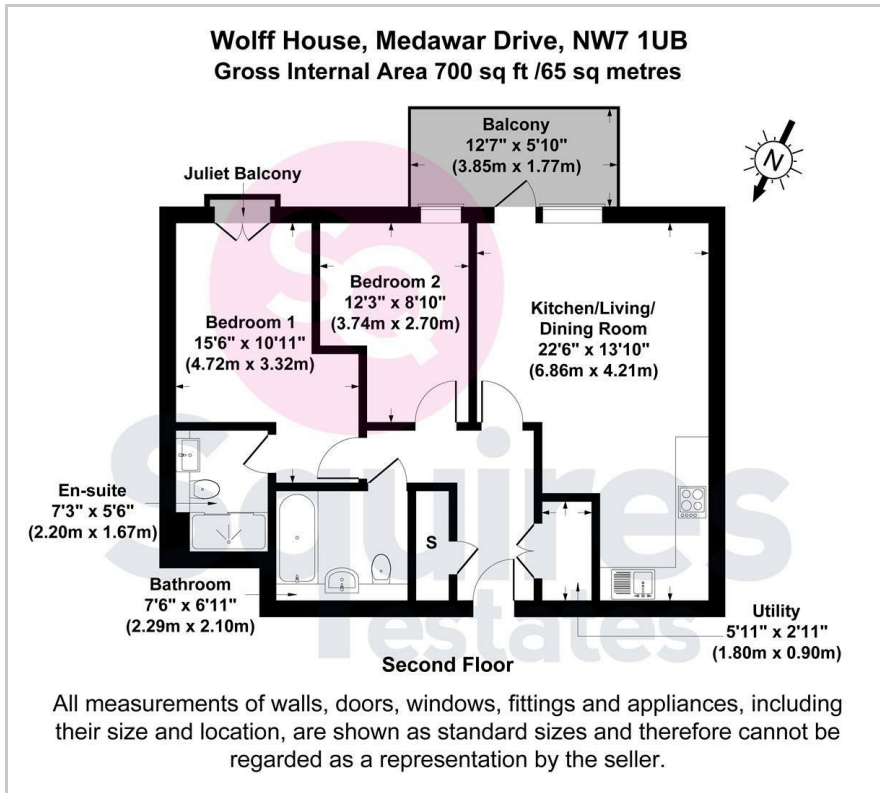 Wolff House, Medawar Drive, NW7 1UB
Gross Internal Area 700 sq ft /65 sq metres
Balcony
12'7" x 5'10"
(3.85m x 1.77m)
N
Juliet Balcony
Bedroom 2
12'3" x 8'10"
(3.74m x 2.70m)
Kitchen/Living/
Dining Room
22'6" x 13'10"
(6.86m x 4.21m)
Bedroom 1
15'6" x 10'11"
(4.72m x 3.32m)
SQ
Squires
estates
En-suite
7'3" x 5'6"
(2.20m x 1.67m)
S
Bathroom
7'6" x 6'11"
(2.29m x 2.10m)
Utility
5'11" x 2'11"
(1.80m x 0.90m)
Second Floor
All measurements of walls, doors, windows, fittings and appliances, including
their size and location, are shown as standard sizes and therefore cannot be
regarded as a representation by the seller.